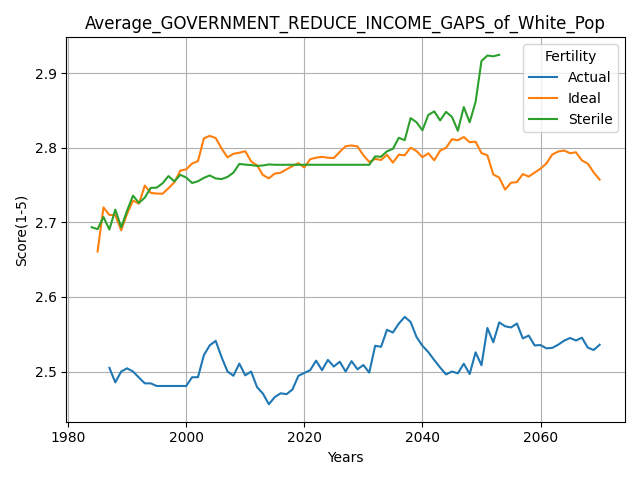 Average_GOVERNMENT_REDUCE_INCOME_GAPS_of_White_Pop
Fertility
Actual
Ideal
Sterile
Score(1-5)
2.9
2.8
2.7
2.6
2.5
1980 2000 2020 2040 2060
Years